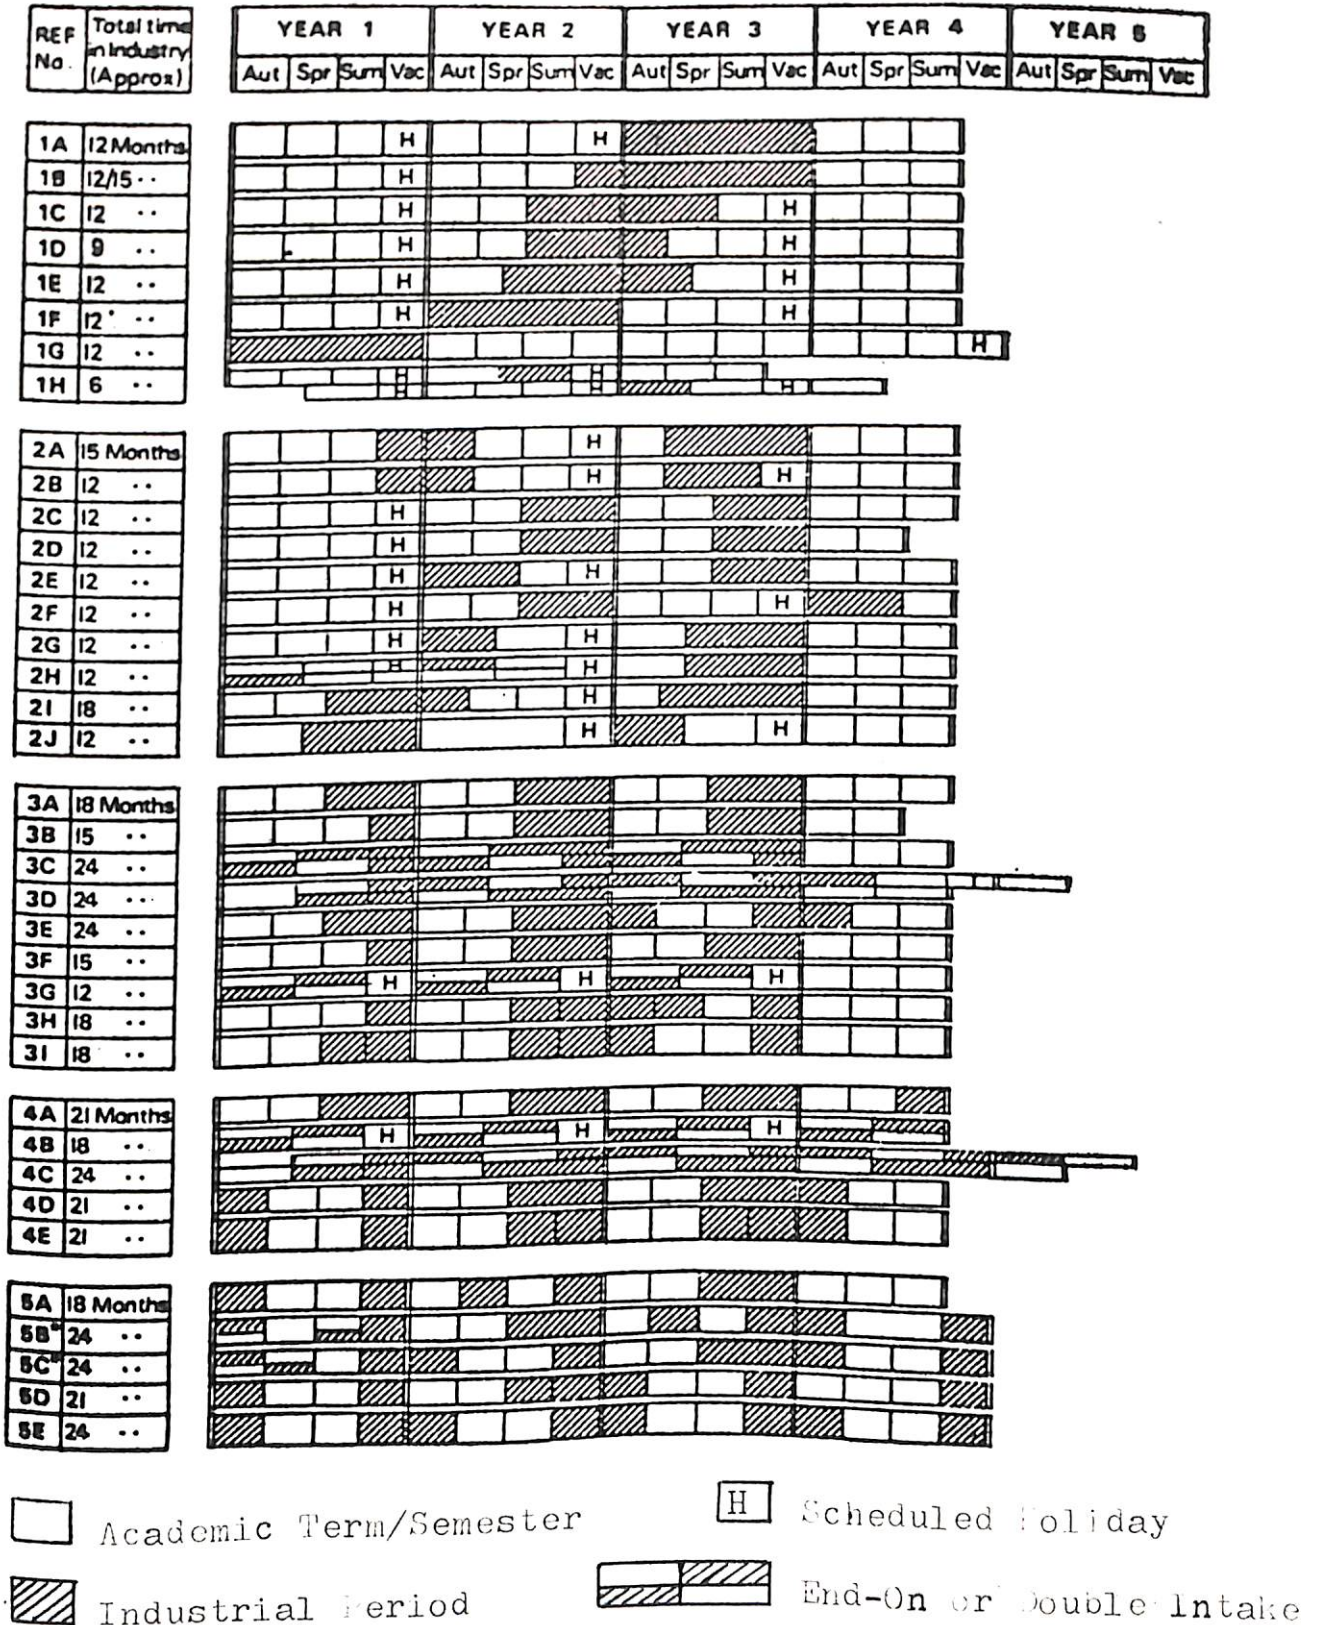 REF No. Total time in Industry (Approx) YEAR 1 YEAR 2 YEAR 3 YEAR 4 YEAR 5
Aut Spr Sum Vac Aut Spr Sum Vac Aut Spr Sum Vac Aut Spr Sum Vac Aut Spr Sum Vac
1A 12 Months H H
1B 12/15 ·· H
1C 12 ·· H H
1D 9 ·· H H
1E 12 ·· H H
1F 12 ·· H H
1G 12 ·· H
1H 6 ·· H H H H H
2A 15 Months H
2B 12 ·· H H
2C 12 ·· H
2D 12 ·· H
2E 12 ·· H H
2F 12 ·· H H
2G 12 ·· H H
2H 12 ·· H H
2I 18 ·· H
2J 12 ·· H H
3A 18 Months
3B 15 ··
3C 24 ··
3D 24 ··
3E 24 ··
3F 15 ··
3G 12 ·· H H H
3H 18 ··
3I 18 ··
4A 21 Months
4B 18 ·· H H H
4C 24 ··
4D 21 ··
4E 21 ··
5A 18 Months
5B* 24 ··
5C* 24 ··
5D 21 ··
5E 24 ··
Academic Term/Semester H Scheduled Holiday
Industrial Period End-On or Double Intake